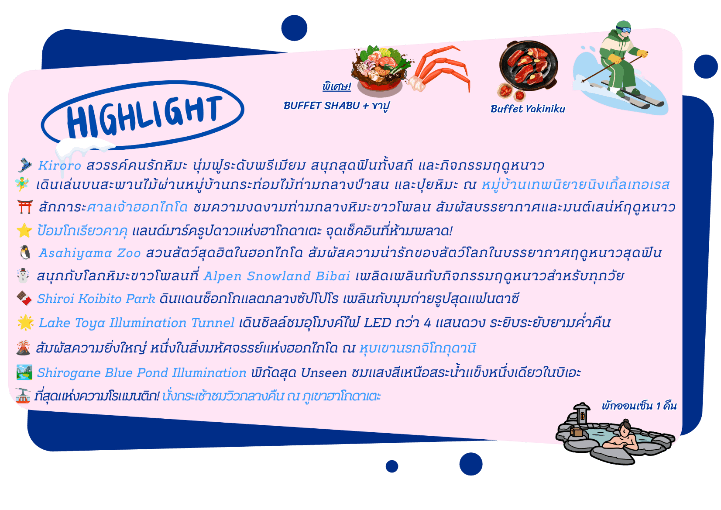 พิเศษ!
BUFFET SHABU + ขาปู
Buffet Yakiniku
HIGHLIGHT
Kiroro สวรรค์คนรักหิมะ นุ่มฟูระดับพรีเมียม สนุกสุดฟินทั้งสกี และกิจกรรมฤดูหนาว
เดินเล่นบนสะพานไม้ผ่านหมู่บ้านกระท่อมไม้ท่ามกลางป่าสน และปุยหิมะ ณ หมู่บ้านเทพนิยายนิงเกิ้ลเทอเรส
สักการะศาลเจ้าฮอกไกโด ชมความงดงามท่ามกลางหิมะขาวโพลน สัมผัสบรรยากาศและมนต์เสน่ห์ฤดูหนาว
ป้อมโกเรียวคาคุ แลนด์มาร์ครูปดาวแห่งฮาโกดาเตะ จุดเช็คอินที่ห้ามพลาด!
Asahiyama Zoo สวนสัตว์สุดฮิตในฮอกไกโด สัมผัสความน่ารักของสัตว์โลกในบรรยากาศฤดูหนาวสุดฟิน
สนุกกับโลกหิมะขาวโพลนที่ Alpen Snowland Bibai เพลิดเพลินกับกิจกรรมฤดูหนาวสำหรับทุกวัย
Shiroi Koibito Park ดินแดนช็อกโกแลตกลางซัปโปโร เพลินกับมุมถ่ายรูปสุดแฟนตาซี
Lake Toya Illumination Tunnel เดินชิลล์ชมอุโมงค์ไฟ LED กว่า 4 แสนดวง ระยิบระยับยามค่ำคืน
สัมผัสความยิ่งใหญ่ หนึ่งในสิ่งมหัศจรรย์แห่งฮอกไกโด ณ หุบเขานรกจิโกกุดานิ
Shirogane Blue Pond Illumination พิกัดสุด Unseen ชมแสงสีเหนือสระน้ำแข็งหนึ่งเดียวในบิเอะ
ที่สุดแห่งความโรแมนติก! นั่งกระเช้าชมวิวกลางคืน ณ ภูเขาฮาโกดาเตะ
พักออนเซ็น 1 คืน